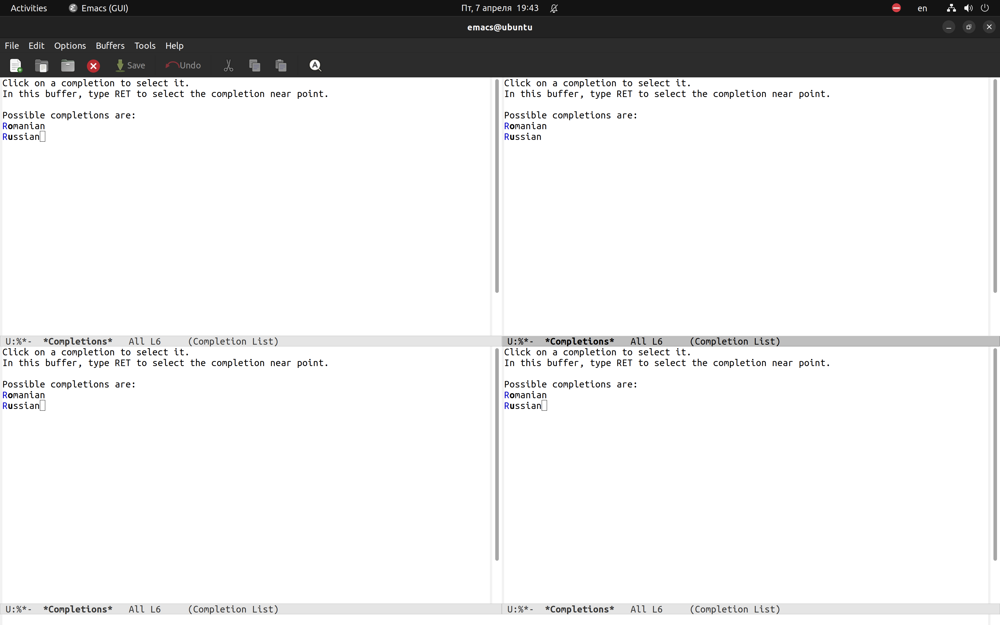 Activities Emacs (GUI) Пт, 7 апреля 19:43 en
emacs@ubuntu
File Edit Options Buffers Tools Help
Save Undo
Click on a completion to select it.
In this buffer, type RET to select the completion near point.
Possible completions are:
Romanian
Russian
U:%*- *Completions* All L6 (Completion List)
Click on a completion to select it.
In this buffer, type RET to select the completion near point.
Possible completions are:
Romanian
Russian
U:%*- *Completions* All L6 (Completion List)
Click on a completion to select it.
In this buffer, type RET to select the completion near point.
Possible completions are:
Romanian
Russian
U:%*- *Completions* All L6 (Completion List)
Click on a completion to select it.
In this buffer, type RET to select the completion near point.
Possible completions are:
Romanian
Russian
U:%*- *Completions* All L6 (Completion List)